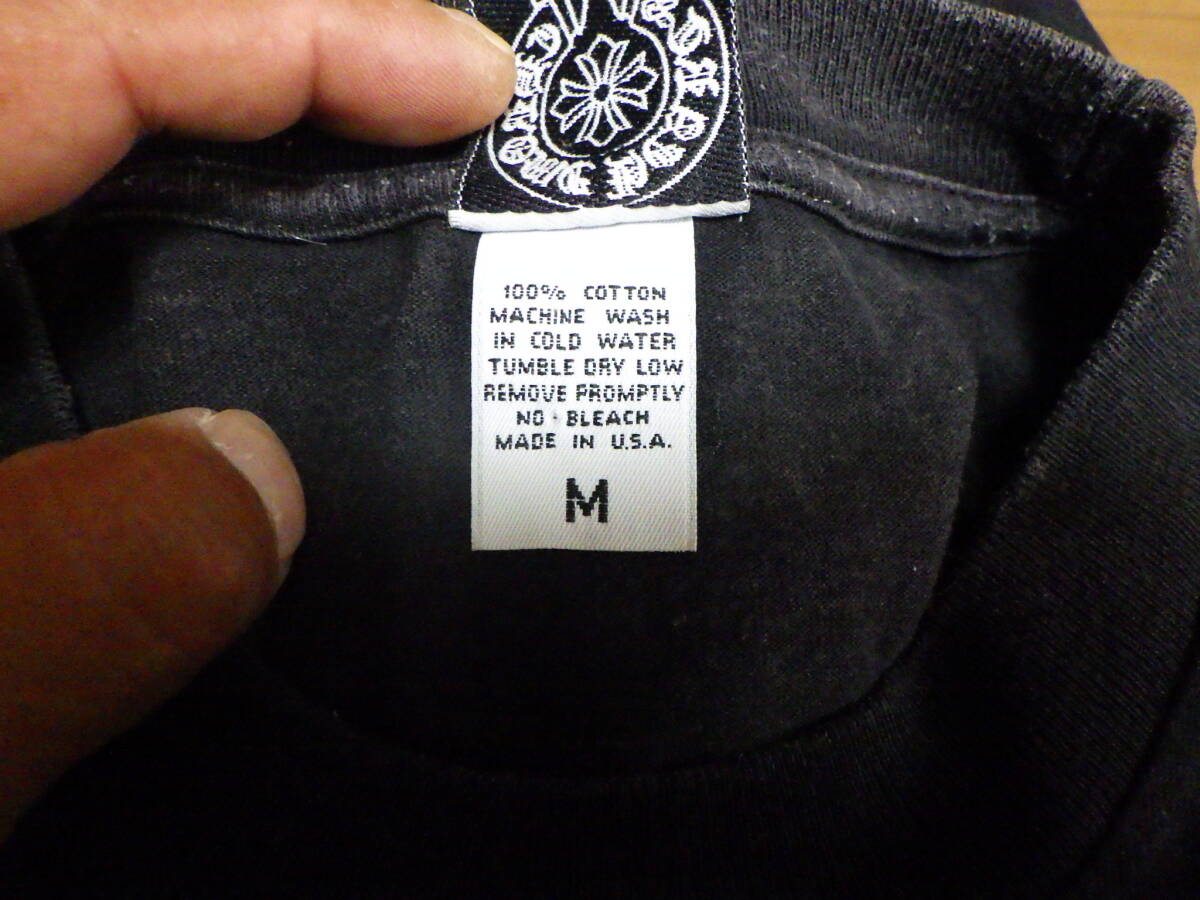 100% COTTON
MACHINE WASH
IN COLD WATER
TUMBLE DRY LOW
REMOVE PROMPTLY
NO · BLEACH
MADE IN U.S.A.
M